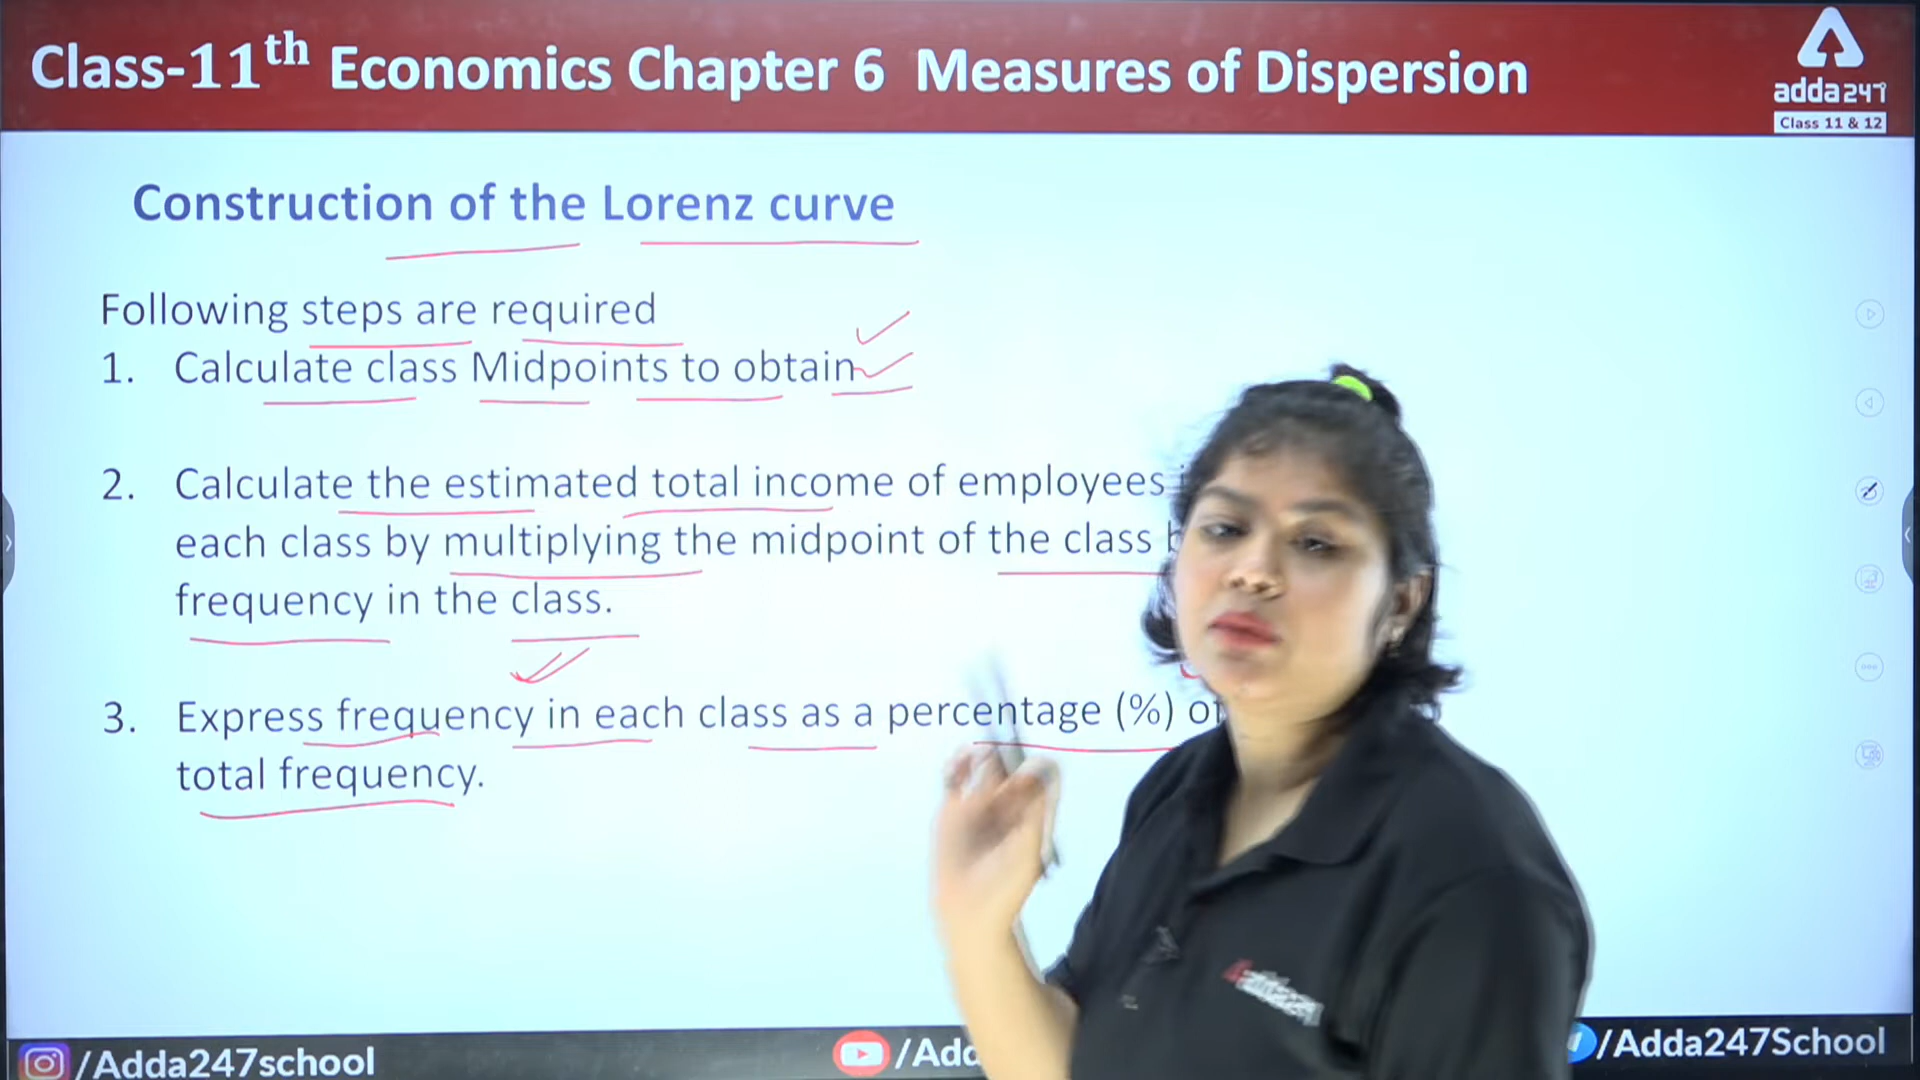 Class-11th Economics Chapter 6 Measures of Dispersion
adda247
Class 11 & 12
Construction of the Lorenz curve
Following steps are required
1. Calculate class Midpoints to obtain
2. Calculate the estimated total income of employees
each class by multiplying the midpoint of the class
frequency in the class.
3. Express frequency in each class as a percentage (%) of
total frequency.
/Adda247school
/Add
/Adda247School